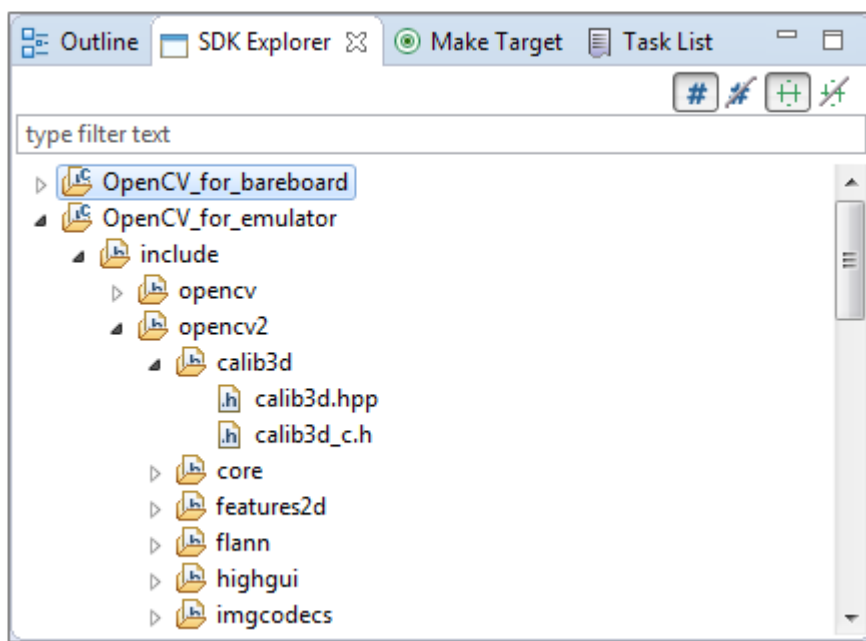 Outline SDK Explorer Make Target Task List
type filter text
OpenCV_for_bareboard
OpenCV_for_emulator
include
opencv
opencv2
calib3d
calib3d.hpp
calib3d_c.h
core
features2d
flann
highgui
imgcodecs